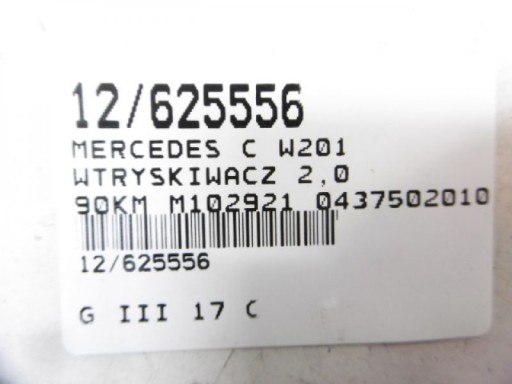 12/625556
MERCEDES C W201
WTRYSKIWACZ 2,0
90KM M102921 0437502010
12/625556
G III 17 C